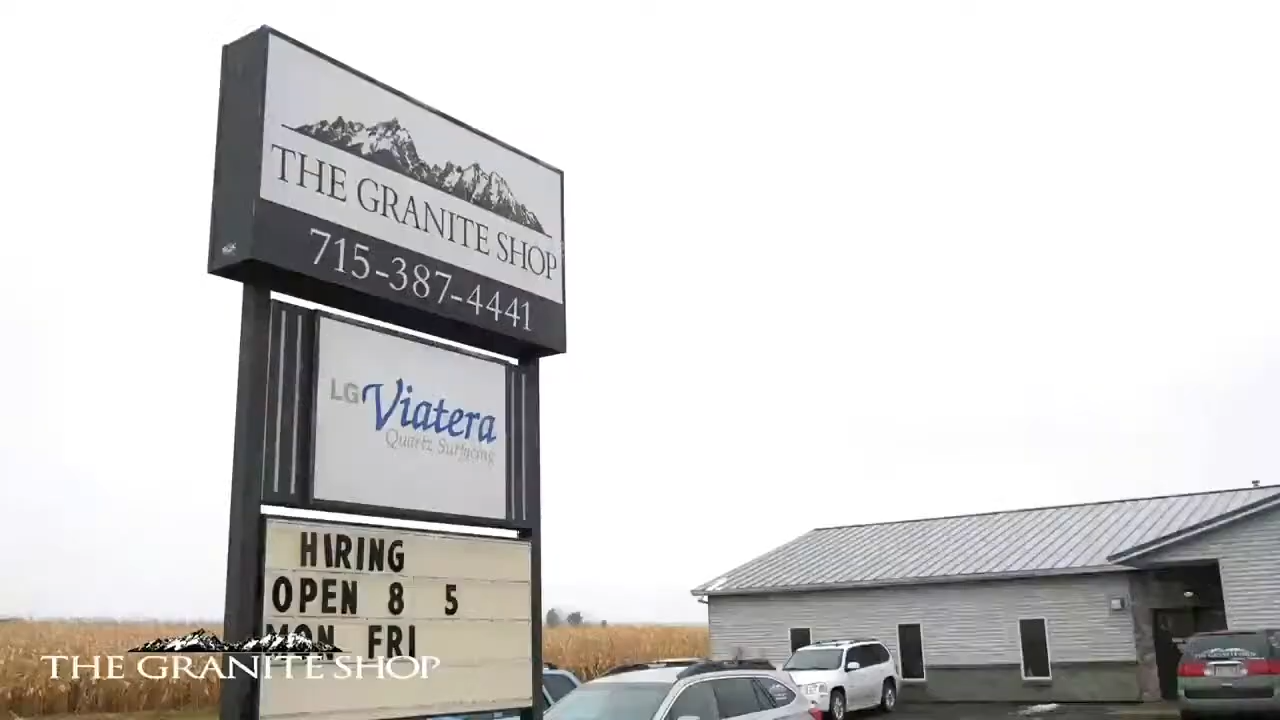 THE GRANITE SHOP
715-387-4441
LG Viatera
Quartz Surfacing
HIRING
OPEN 8 5
MON FRI
THE GRANITE SHOP